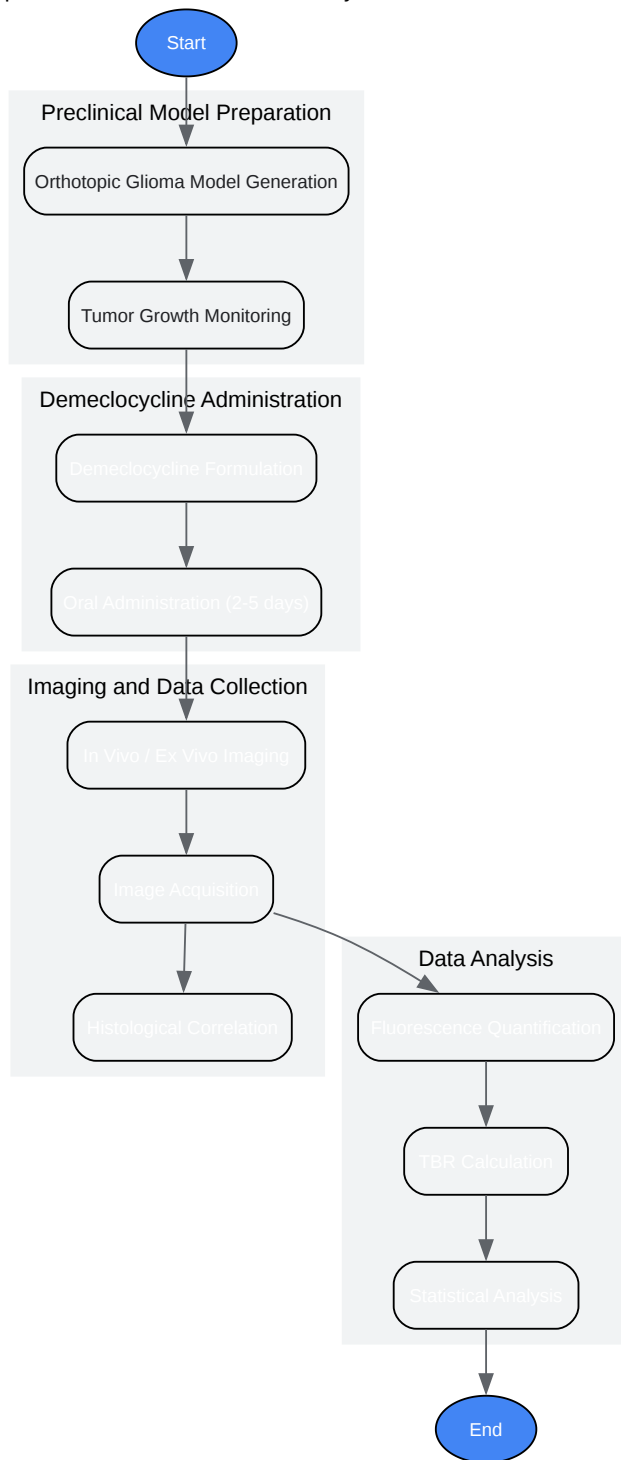 Start
Preclinical Model Preparation
Orthotopic Glioma Model Generation
Tumor Growth Monitoring
Demeclocycline Administration
Demeclocycline Formulation
Oral Administration (2-5 days)
Imaging and Data Collection
In Vivo / Ex Vivo Imaging
Image Acquisition
Histological Correlation
Data Analysis
Fluorescence Quantification
TBR Calculation
Statistical Analysis
End